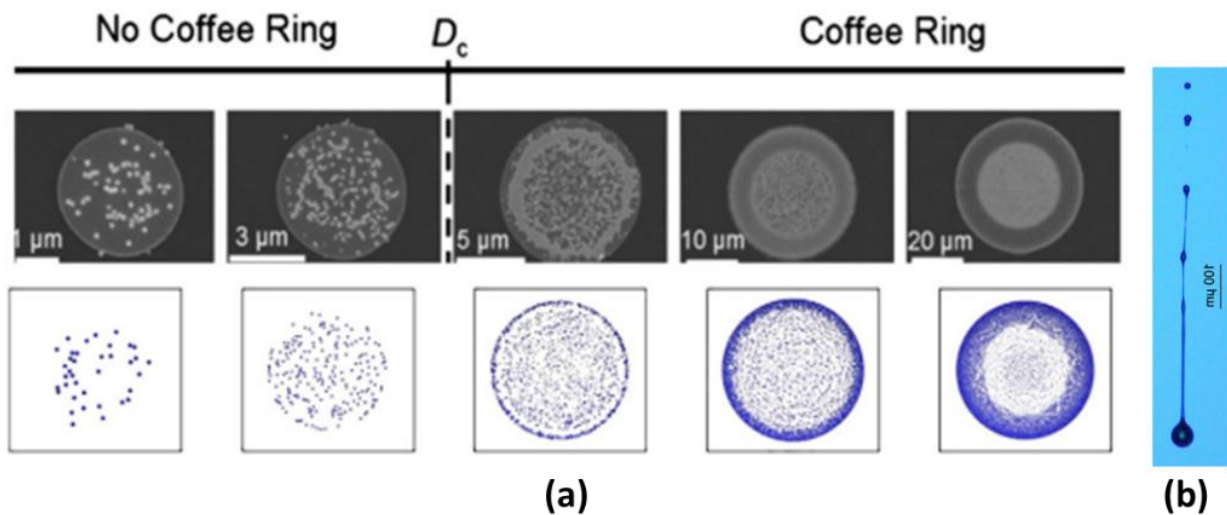 No Coffee Ring
Dc
Coffee Ring
1 µm
3 µm
5 µm
10 µm
20 µm
100 µm
(a)
(b)